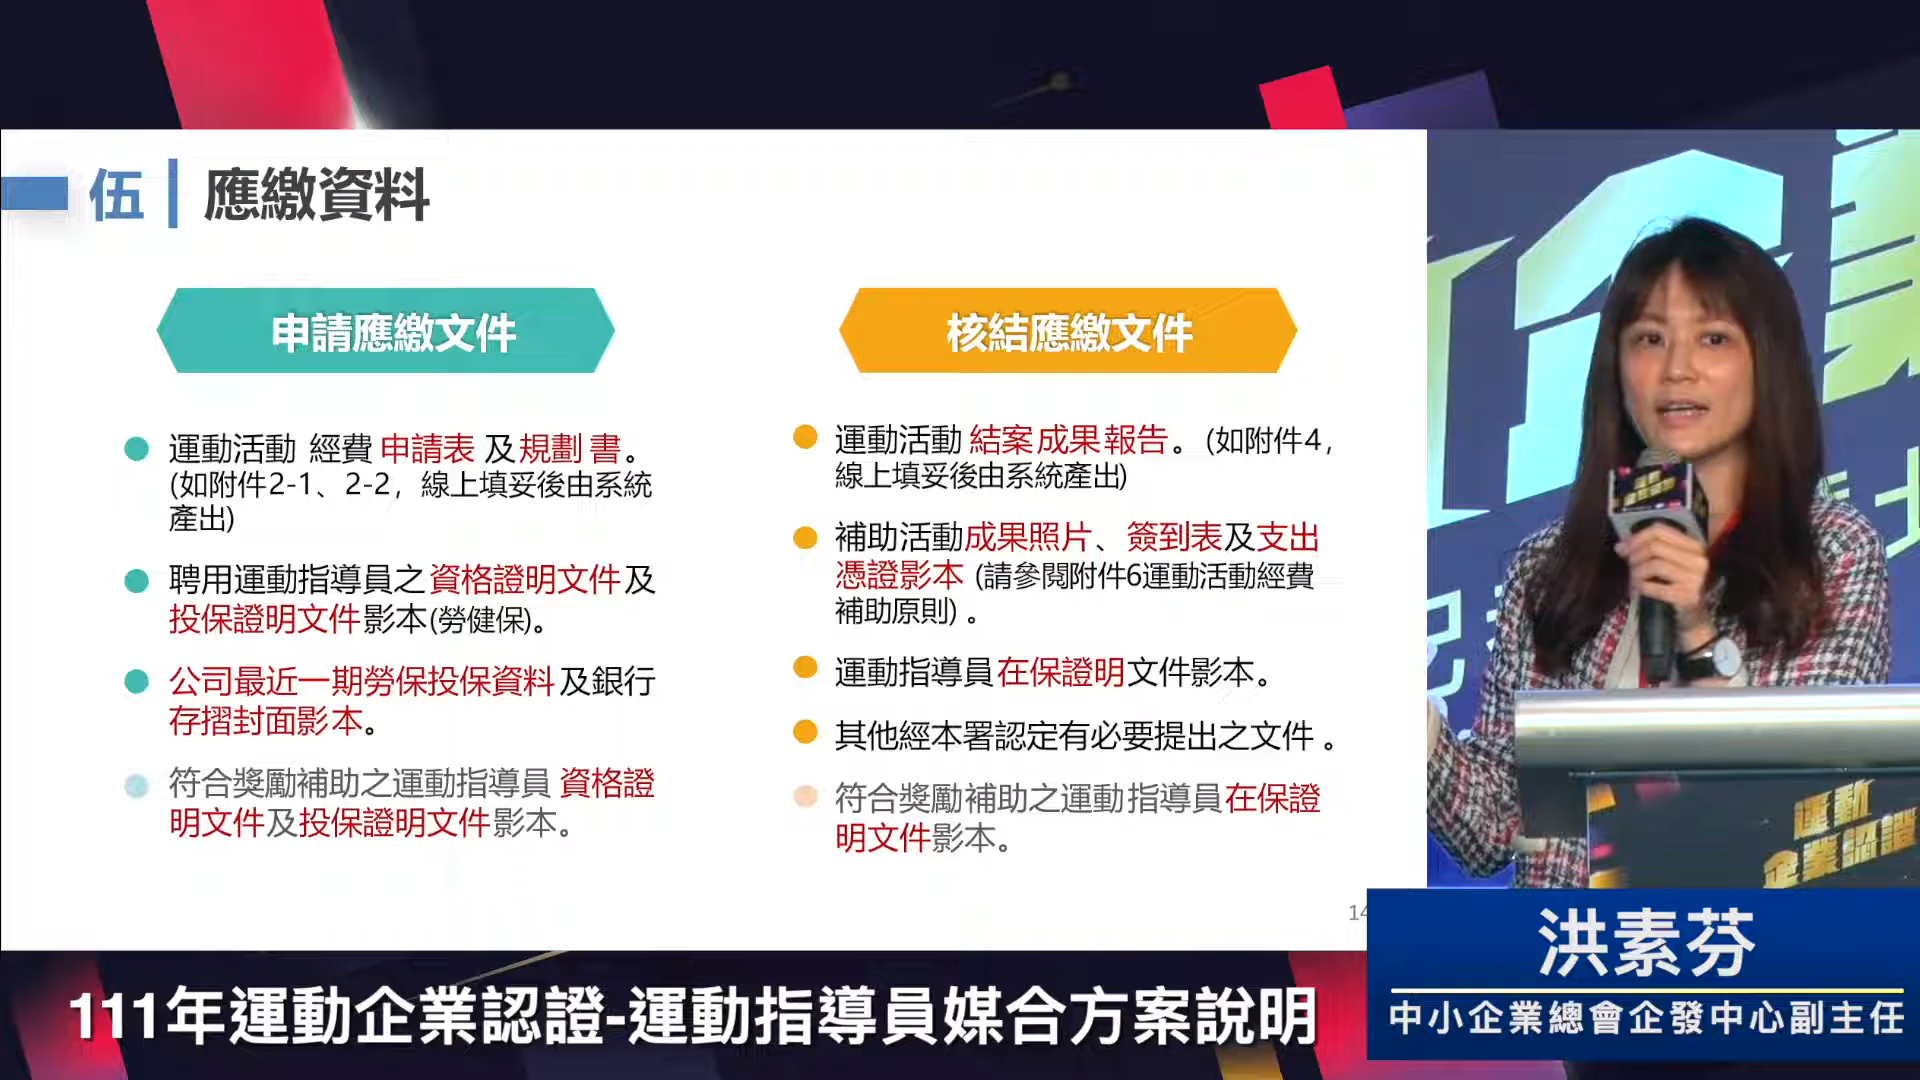 伍
應繳資料
申請應繳文件
運動活動 經費 申請表 及規劃 書。
(如附件2-1、2-2，線上填妥後由系統
產出)
聘用運動指導員之資格證明文件及
投保證明文件影本(勞健保)。
公司最近一期勞保投保資料及銀行
存摺封面影本。
符合獎勵補助之運動指導員 資格證
明文件及投保證明文件影本。
核結應繳文件
運動活動 結案成果報告。(如附件4，
線上填妥後由系統產出)
補助活動成果照片、簽到表及支出
憑證影本 (請參閱附件6運動活動經費
補助原則) 。
運動指導員在保證明文件影本。
其他經本署認定有必要提出之文件 。
符合獎勵補助之運動指導員在保證
明文件影本。
運動
企業認證
洪素芬
中小企業總會企發中心副主任
111年運動企業認證-運動指導員媒合方案說明